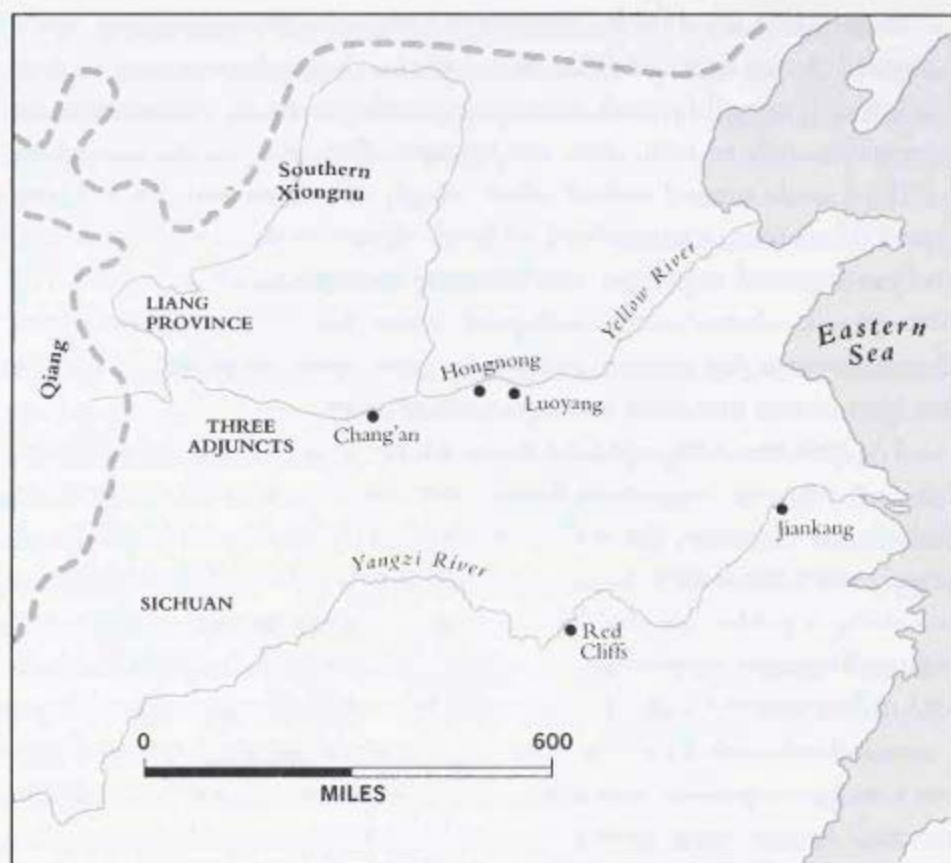 Southern
Xiongnu
Yellow River
LIANG
PROVINCE
Eastern
Sea
Qiang
Hongnong
Luoyang
THREE
ADJUNCTS
Chang'an
Jiankang
Yangzi River
SICHUAN
Red
Cliffs
0 600
MILES